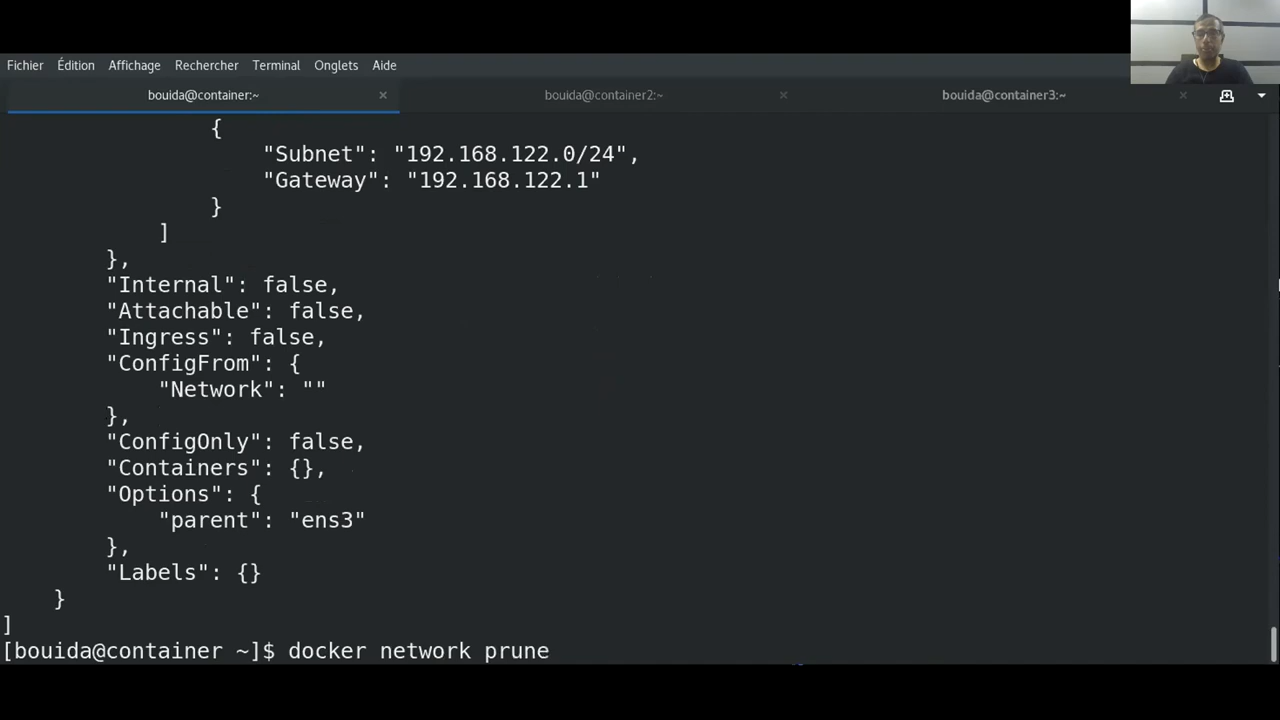 Fichier Édition Affichage Rechercher Terminal Onglets Aide
bouida@container:~ × bouida@container2:~ × bouida@container3:~ ×
{
"Subnet": "192.168.122.0/24",
"Gateway": "192.168.122.1"
}
]
},
"Internal": false,
"Attachable": false,
"Ingress": false,
"ConfigFrom": {
"Network": ""
},
"ConfigOnly": false,
"Containers": {},
"Options": {
"parent": "ens3"
},
"Labels": {}
}
]
[bouida@container ~]$ docker network prune